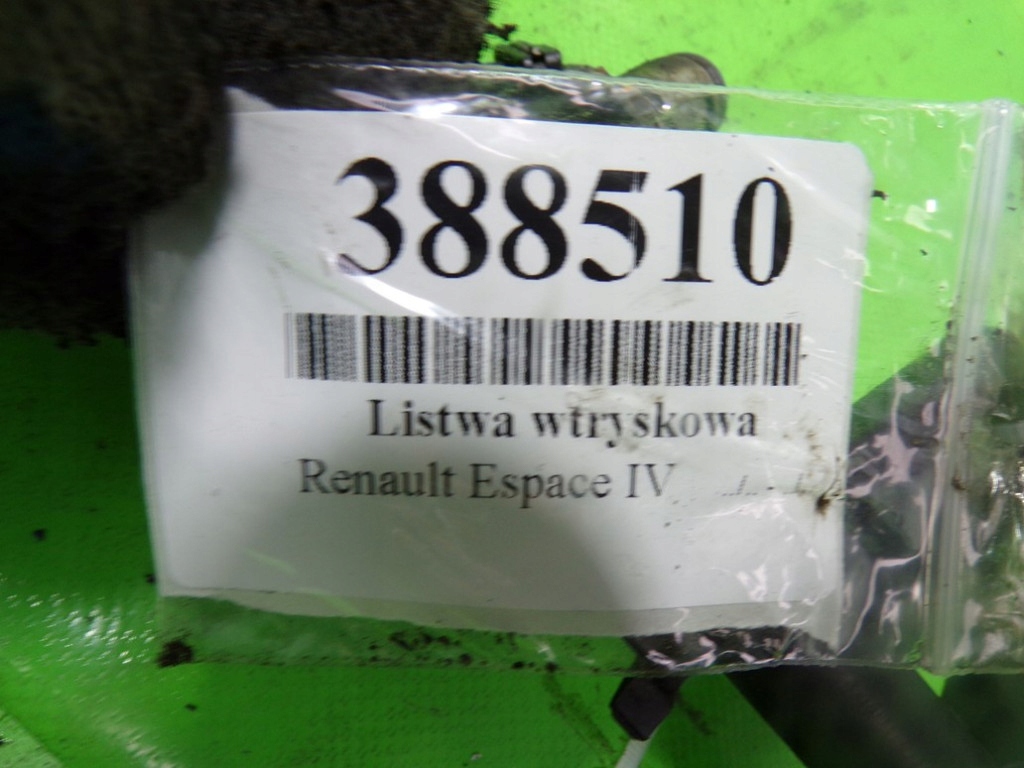 388510
Listwa wtryskowa
Renault Espace IV